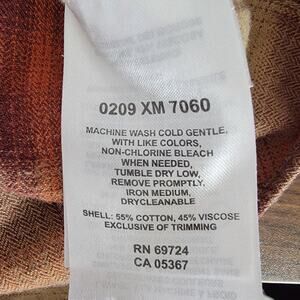 0209 XM 7060
MACHINE WASH COLD GENTLE,
WITH LIKE COLORS,
NON-CHLORINE BLEACH
WHEN NEEDED,
TUMBLE DRY LOW,
REMOVE PROMPTLY.
IRON MEDIUM,
DRYCLEANABLE
SHELL: 55% COTTON, 45% VISCOSE
EXCLUSIVE OF TRIMMING
RN 69724
CA 05367